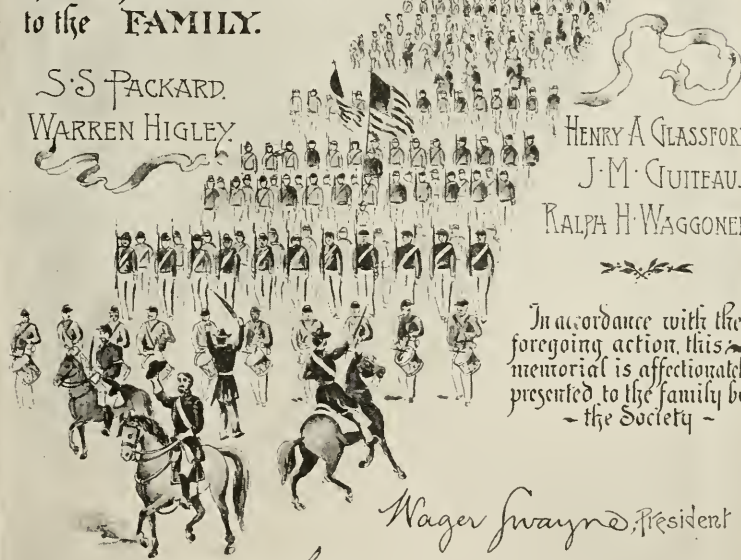 to the FAMILY.
S. S. PACKARD.
WARREN HIGLEY.
HENRY A GLASSFOR
J. M. GUITEAU.
RALPH H. WAGGONE
In accordance with the
foregoing action, this
memorial is affectionatel
presented to the family b
~ the Society ~
Wager Swayne, President